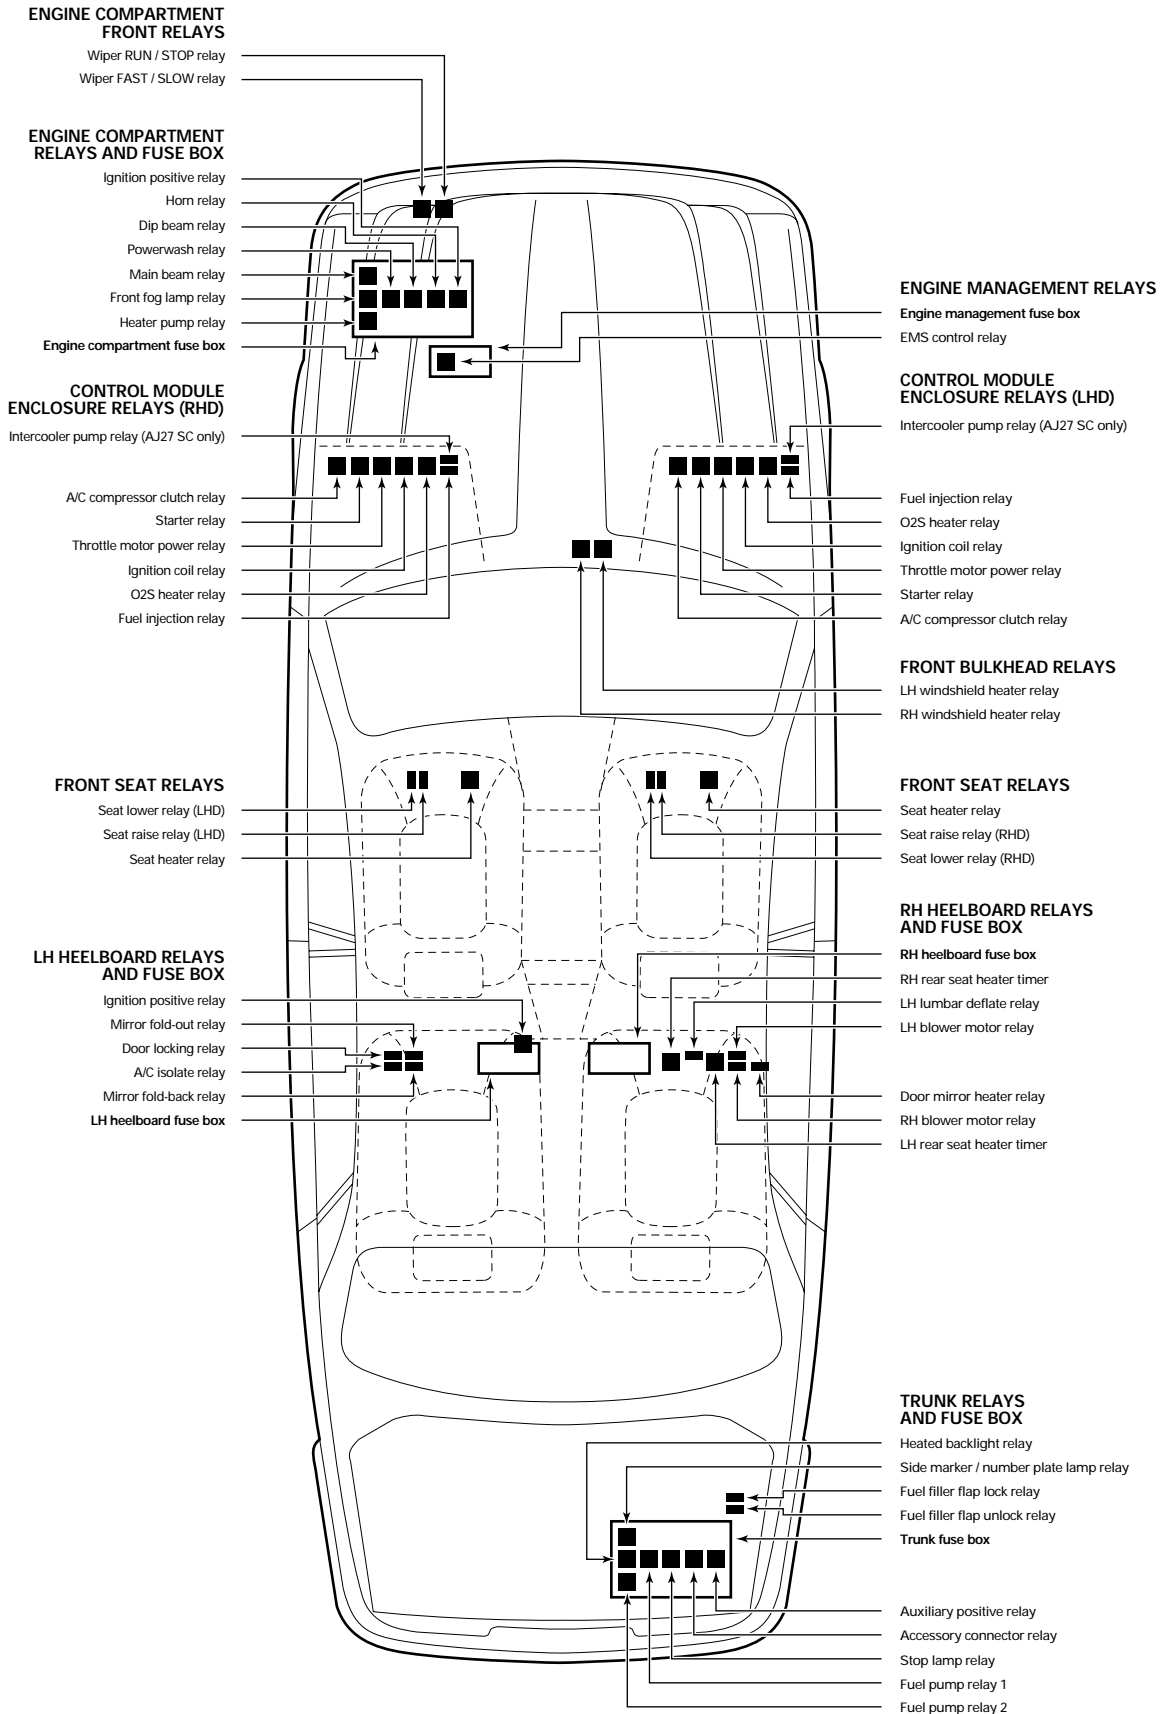 ENGINE COMPARTMENT
FRONT RELAYS
Wiper RUN / STOP relay
Wiper FAST / SLOW relay
ENGINE COMPARTMENT
RELAYS AND FUSE BOX
Ignition positive relay
Horn relay
Dip beam relay
Powerwash relay
Main beam relay
Front fog lamp relay
Heater pump relay
Engine compartment fuse box
CONTROL MODULE
ENCLOSURE RELAYS (RHD)
Intercooler pump relay (AJ27 SC only)
A/C compressor clutch relay
Starter relay
Throttle motor power relay
Ignition coil relay
O2S heater relay
Fuel injection relay
FRONT SEAT RELAYS
Seat lower relay (LHD)
Seat raise relay (LHD)
Seat heater relay
LH HEELBOARD RELAYS
AND FUSE BOX
Ignition positive relay
Mirror fold-out relay
Door locking relay
A/C isolate relay
Mirror fold-back relay
LH heelboard fuse box
ENGINE MANAGEMENT RELAYS
Engine management fuse box
EMS control relay
CONTROL MODULE
ENCLOSURE RELAYS (LHD)
Intercooler pump relay (AJ27 SC only)
Fuel injection relay
O2S heater relay
Ignition coil relay
Throttle motor power relay
Starter relay
A/C compressor clutch relay
FRONT BULKHEAD RELAYS
LH windshield heater relay
RH windshield heater relay
FRONT SEAT RELAYS
Seat heater relay
Seat raise relay (RHD)
Seat lower relay (RHD)
RH HEELBOARD RELAYS
AND FUSE BOX
RH heelboard fuse box
RH rear seat heater timer
LH lumbar deflate relay
LH blower motor relay
Door mirror heater relay
RH blower motor relay
LH rear seat heater timer
TRUNK RELAYS
AND FUSE BOX
Heated backlight relay
Side marker / number plate lamp relay
Fuel filler flap lock relay
Fuel filler flap unlock relay
Trunk fuse box
Auxiliary positive relay
Accessory connector relay
Stop lamp relay
Fuel pump relay 1
Fuel pump relay 2